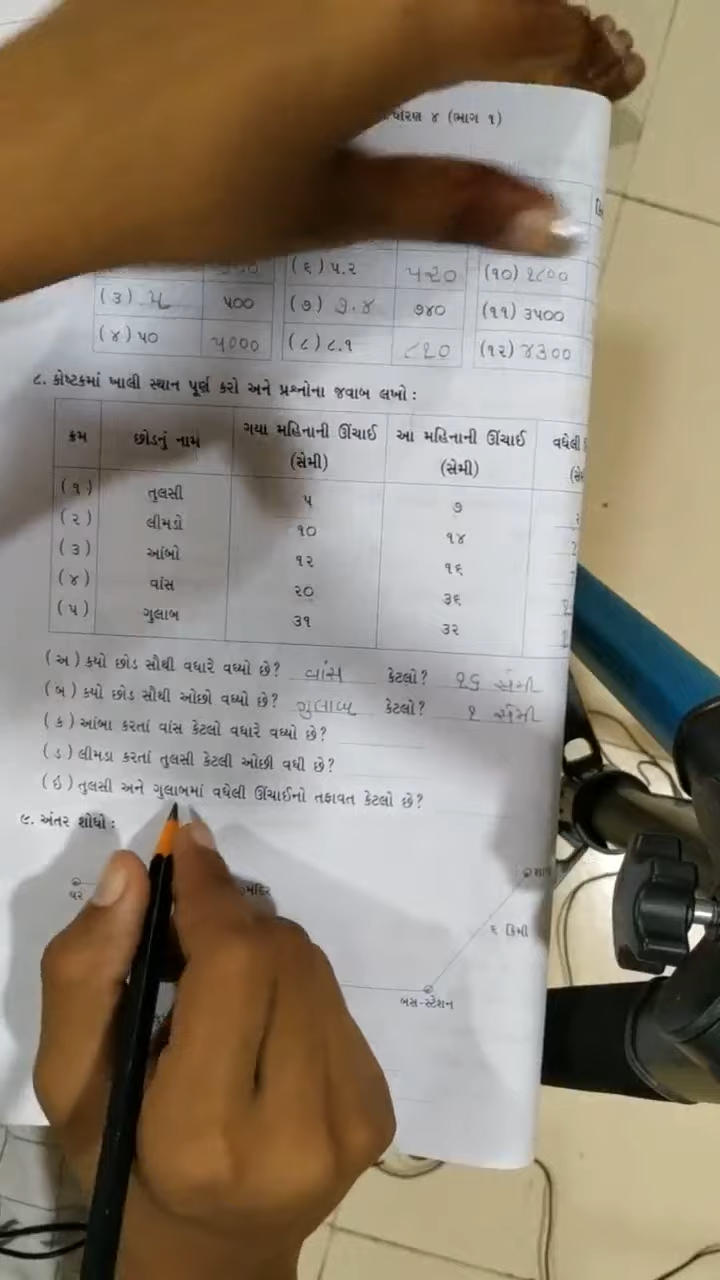 ધોરણ ૪ (ભાગ ૧)
(૬) ૫.૨ ૫૨૦ (૧૦) ૧૮૦૦
(૩) ૫ ૫૦૦ (૭) ૭.૪ ૭૪૦ (૧૧) ૩૫૦૦
(૪) ૫૦ ૫૦૦૦ (૮) ૮.૧ ૮૧૦ (૧૨) ૪૩૦૦
૮. કોષ્ટકમાં ખાલી સ્થાન પૂર્ણ કરો અને પ્રશ્નોના જવાબ લખો :
ક્રમ છોડનું નામ ગયા મહિનાની ઊંચાઈ (સેમી) આ મહિનાની ઊંચાઈ (સેમી) વધેલી
(૧) તુલસી ૫ ૭
(૨) લીમડો ૧૦ ૧૪
(૩) આંબો ૧૨ ૧૬
(૪) વાંસ ૨૦ ૩૬
(૫) ગુલાબ ૩૧ ૩૨
(અ) કયો છોડ સૌથી વધારે વધ્યો છે? વાંસ કેટલો? ૧૬ સેમી
(બ) કયો છોડ સૌથી ઓછો વધ્યો છે? ગુલાબ કેટલો? ૧ સેમી
(ક) આંબા કરતાં વાંસ કેટલો વધારે વધ્યો છે?
(ડ) લીમડા કરતાં તુલસી કેટલી ઓછી વધી છે?
(ઇ) તુલસી અને ગુલાબમાં વધેલી ઊંચાઈનો તફાવત કેટલો છે?
૯. અંતર શોધો :
ઘર મંદિર
૬ કિમી
બસ-સ્ટેશન